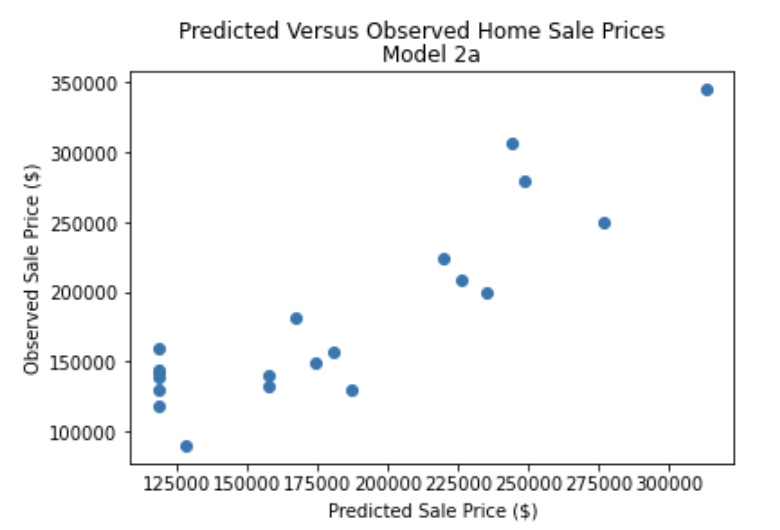 Predicted Versus Observed Home Sale Prices
Model 2a
350000
300000
250000
200000
150000
100000
Observed Sale Price ($)
125000 150000 175000 200000 225000 250000 275000 300000
Predicted Sale Price ($)